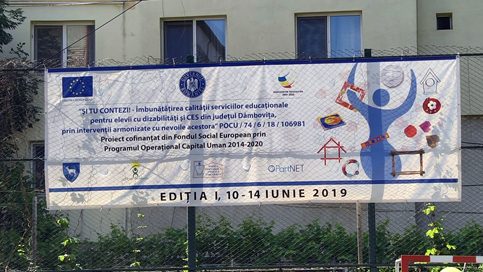 "ȘI TU CONTEZI! - Îmbunătățirea calității serviciilor educaționale
pentru elevii cu dizabilități și CES din județul Dâmbovița,
prin intervenții armonizate cu nevoile acestora" POCU / 74 / 6 / 18 / 106981
Proiect cofinanțat din Fondul Social European prin
Programul Operațional Capital Uman 2014-2020
PartNET
EDIȚIA I, 10-14 IUNIE 2019